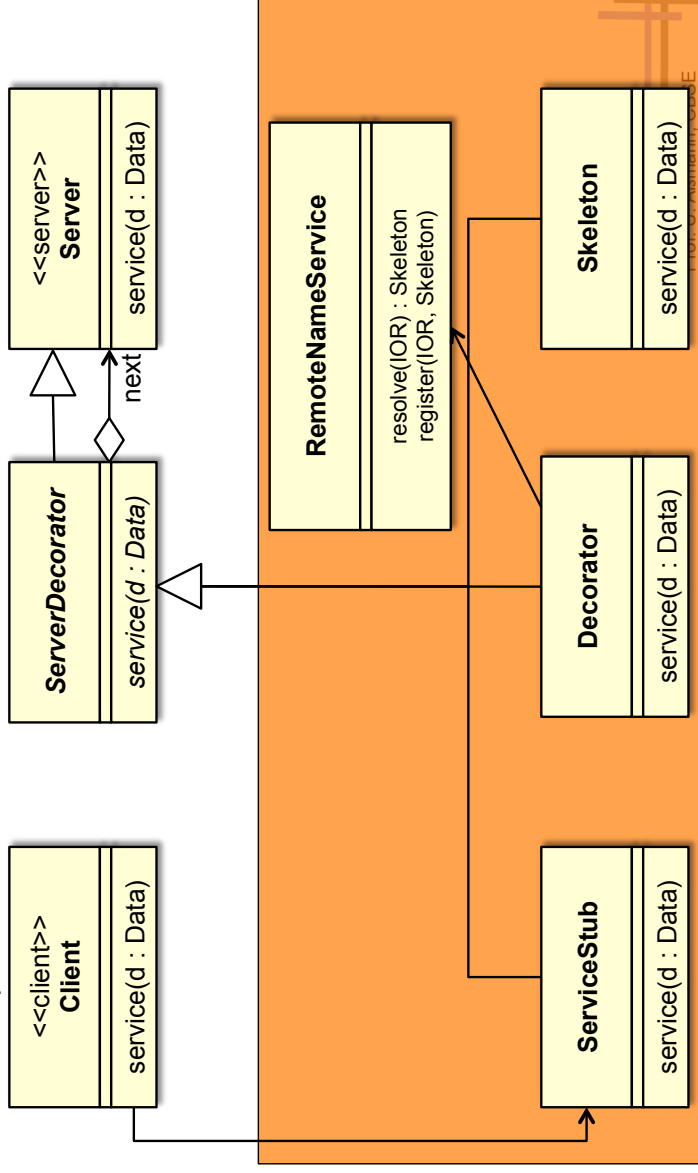 <<client>>
Client
service(d : Data)
ServerDecorator
service(d : Data)
next
<<server>>
Server
service(d : Data)
RemoteNameService
resolve(IOR) : Skeleton
register(IOR, Skeleton)
ServiceStub
service(d : Data)
Decorator
service(d : Data)
Skeleton
service(d : Data)
CBSE